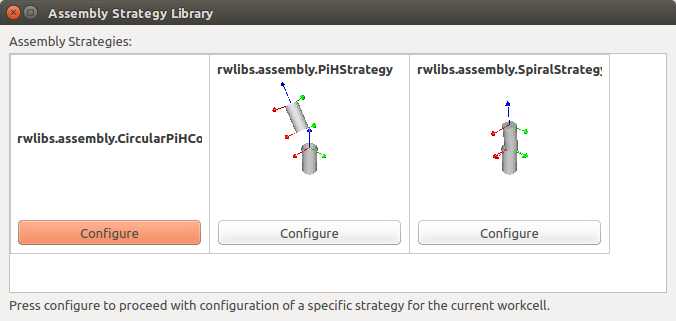 Assembly Strategy Library
Assembly Strategies:
rwlibs.assembly.PiHStrategy
rwlibs.assembly.SpiralStrategy
rwlibs.assembly.CircularPiHCo
Configure
Configure
Configure
Press configure to proceed with configuration of a specific strategy for the current workcell.